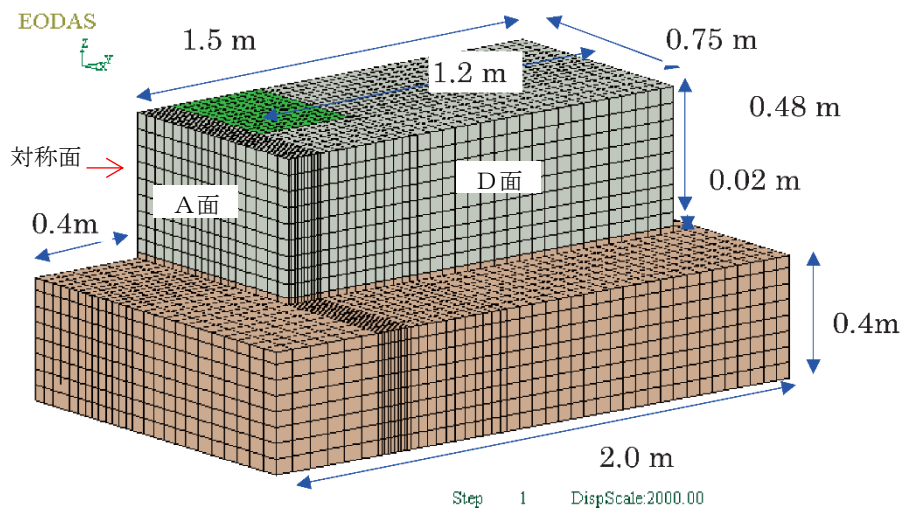 EODAS
z
y
x
1.5 m
0.75 m
1.2 m
0.48 m
対称面
A面
D面
0.02 m
0.4m
0.4m
2.0 m
Step 1 DispScale:2000.00